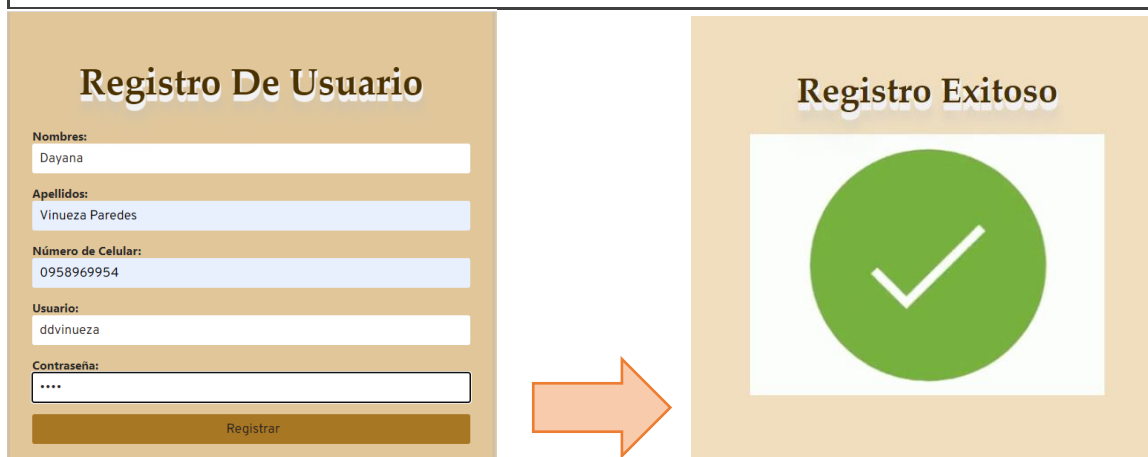 Registro De Usuario
Nombres:
Dayana
Apellidos:
Vinueza Paredes
Número de Celular:
0958969954
Usuario:
ddvinueza
Contraseña:
••••
Registrar
Registro Exitoso